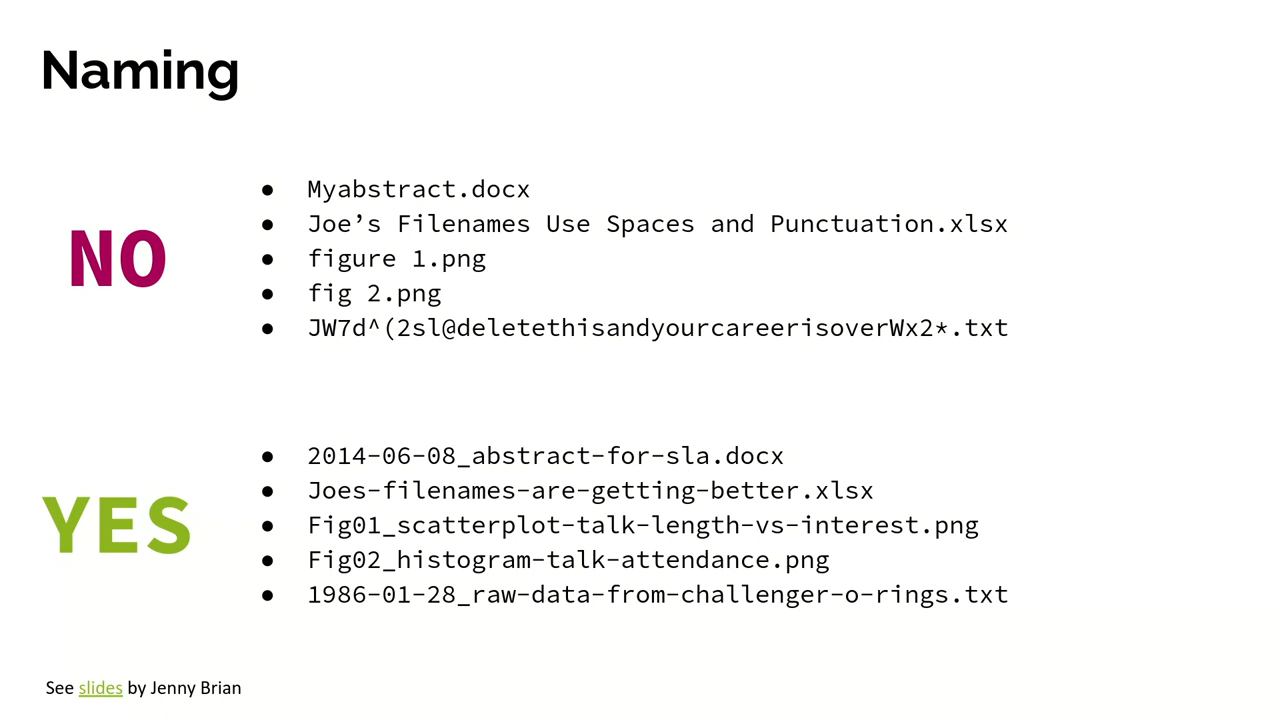 Naming
NO
● Myabstract.docx
● Joe’s Filenames Use Spaces and Punctuation.xlsx
● figure 1.png
● fig 2.png
● JW7d^(2sl@deletethisandyourcareerisoverWx2*.txt
YES
● 2014-06-08_abstract-for-sla.docx
● Joes-filenames-are-getting-better.xlsx
● Fig01_scatterplot-talk-length-vs-interest.png
● Fig02_histogram-talk-attendance.png
● 1986-01-28_raw-data-from-challenger-o-rings.txt
See slides by Jenny Brian